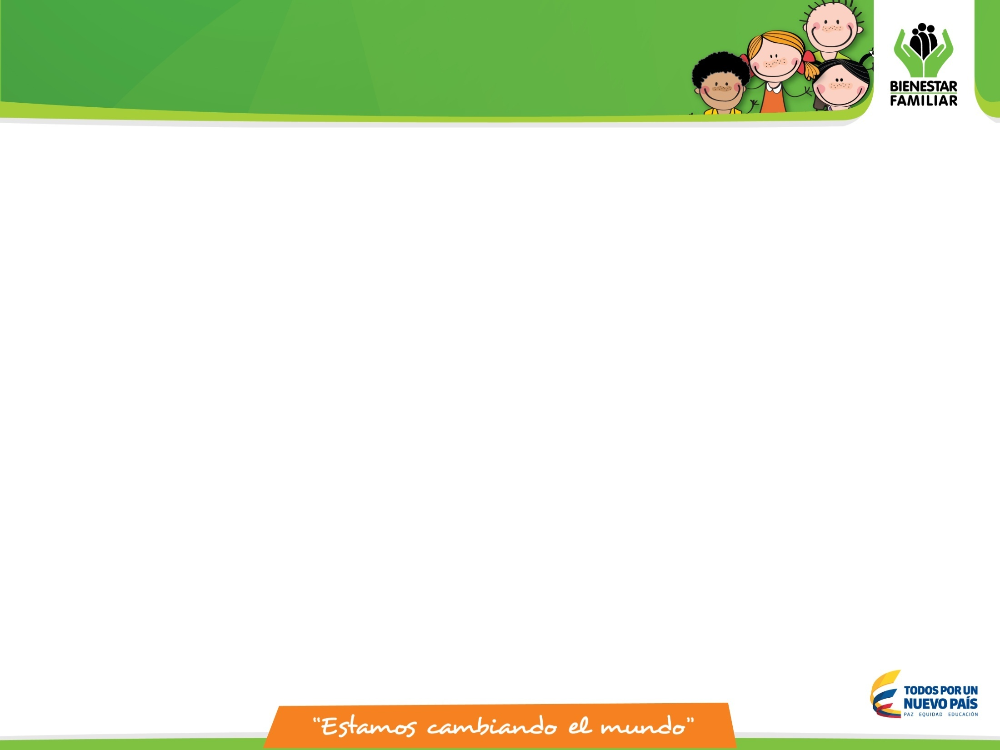 BIENESTAR
FAMILIAR
TODOS POR UN
NUEVO PAÍS
PAZ EQUIDAD EDUCACIÓN
“Estamos cambiando el mundo”